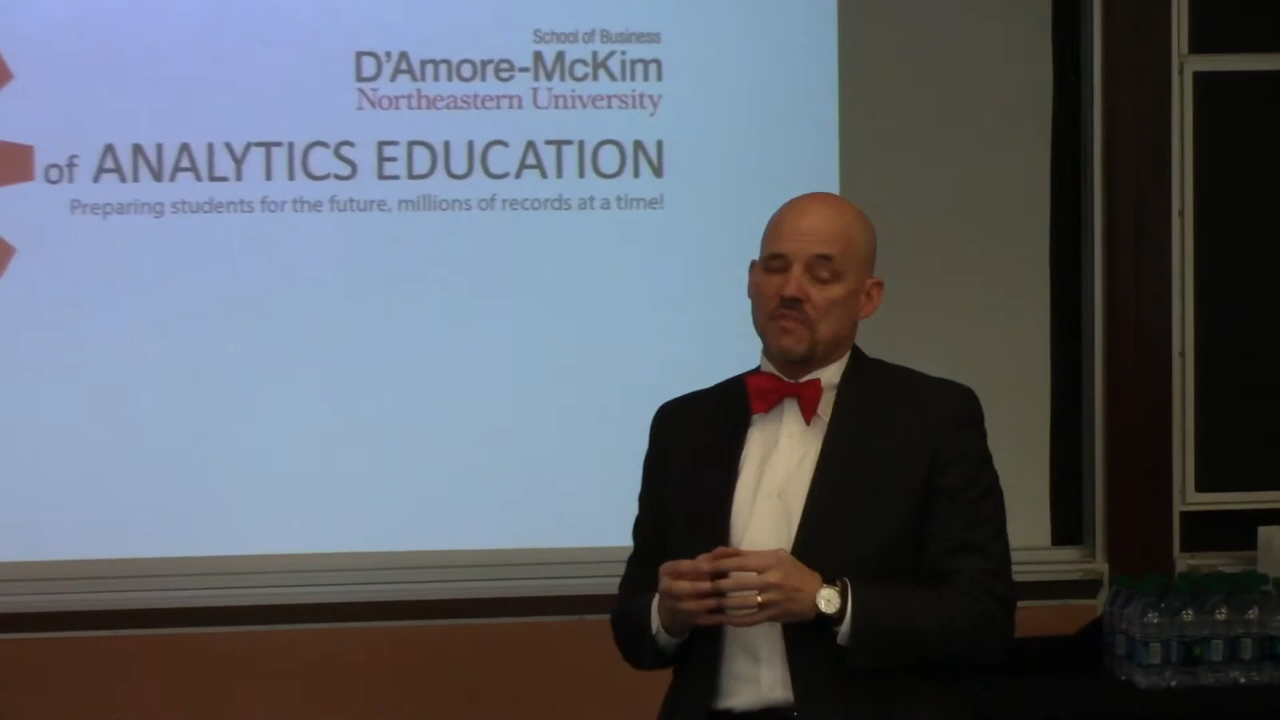 School of Business
D'Amore-McKim
Northeastern University
of ANALYTICS EDUCATION
Preparing students for the future, millions of records at a time!